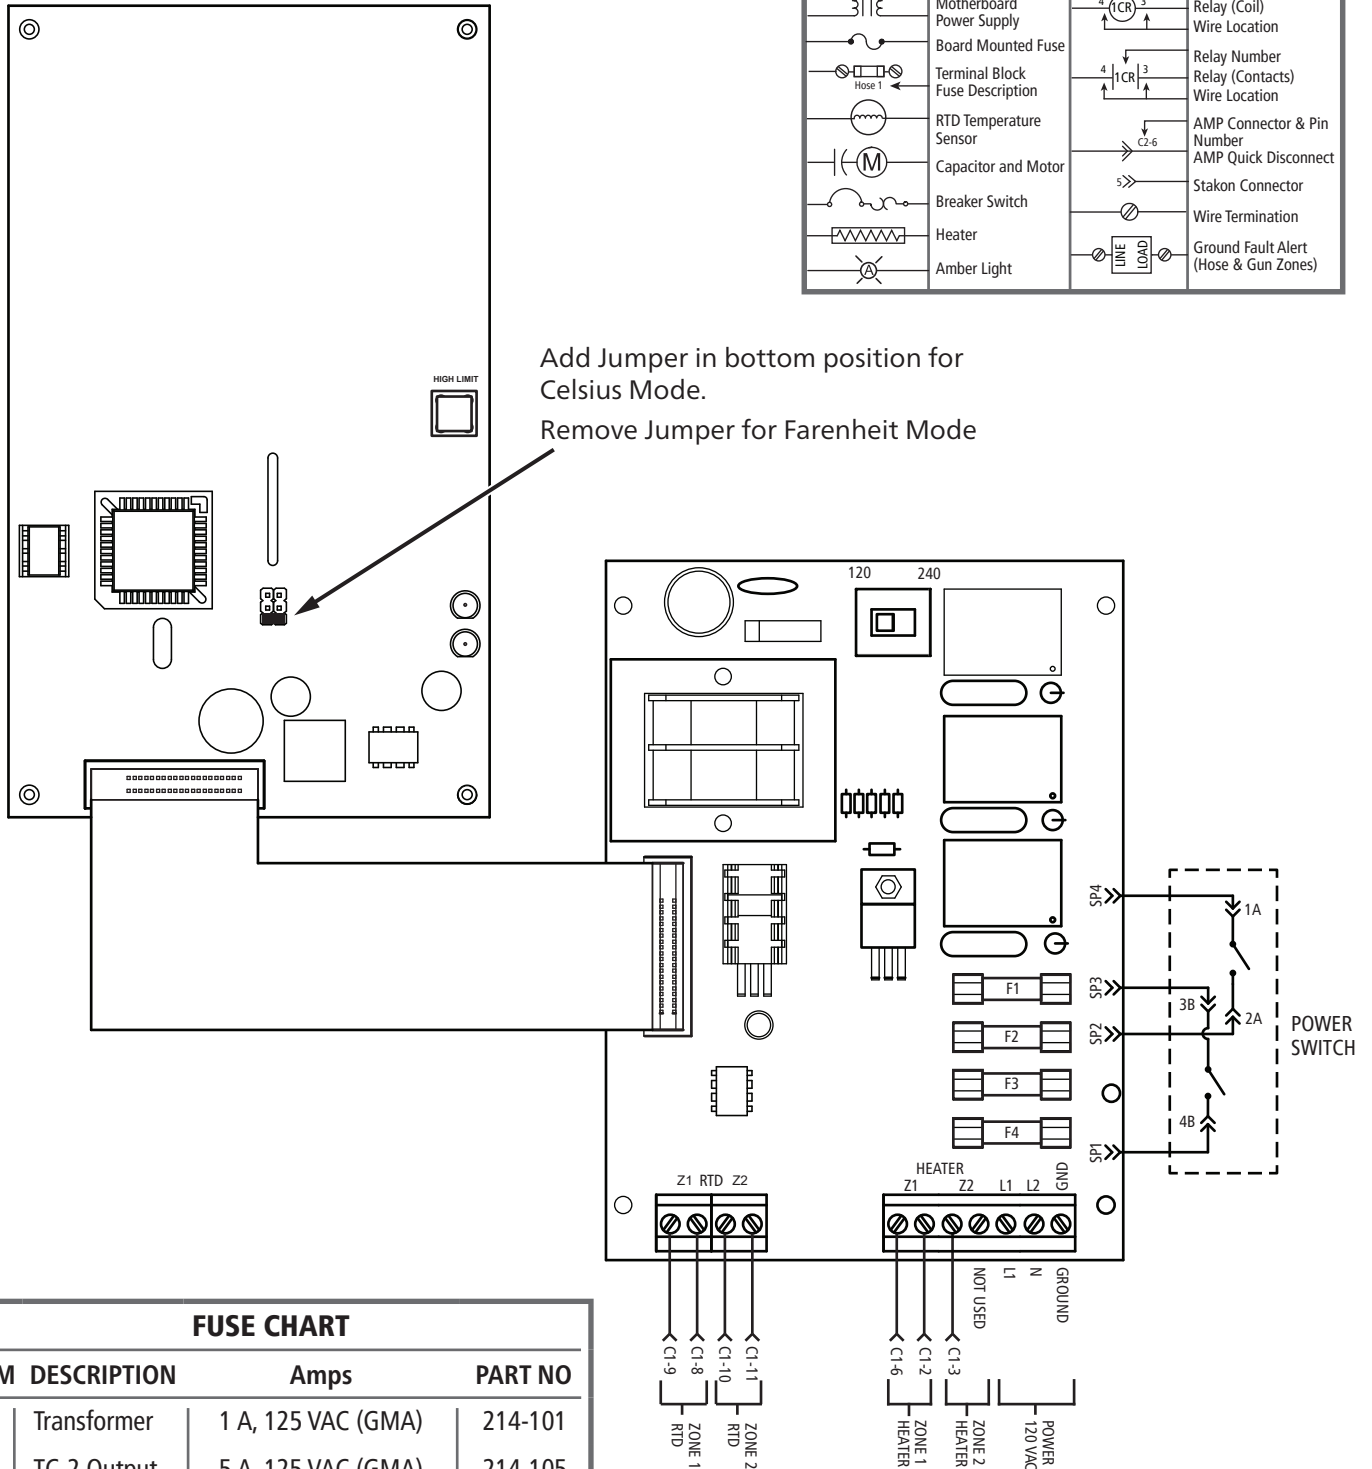 Motherboard
Power Supply
Board Mounted Fuse
Hose 1
Terminal Block
Fuse Description
RTD Temperature
Sensor
M
Capacitor and Motor
Breaker Switch
Heater
A
Amber Light
4 1CR 3
Relay (Coil)
Wire Location
Relay Number
4 1CR 3
Relay (Contacts)
Wire Location
AMP Connector & Pin
Number
C2-6
AMP Quick Disconnect
5
Stakon Connector
Wire Termination
LINE
LOAD
Ground Fault Alert
(Hose & Gun Zones)
Add Jumper in bottom position for
Celsius Mode.
Remove Jumper for Farenheit Mode
HIGH LIMIT
120 240
SP4
1A
F1
SP3
3B
2A
F2
SP2
POWER
SWITCH
F3
F4
4B
SP1
Z1 RTD Z2
HEATER
Z1 Z2 L1 L2 GND
NOT USED
L1
N
GROUND
C1-9
C1-8
C1-10
C1-11
C1-6
C1-2
C1-3
ZONE 1
RTD
ZONE 2
RTD
ZONE 1
HEATER
ZONE 2
HEATER
POWER
120 VAC
FUSE CHART
M DESCRIPTION Amps PART NO
Transformer 1 A, 125 VAC (GMA) 214-101
TC-2 Output 5 A, 125 VAC (GMA) 214-105